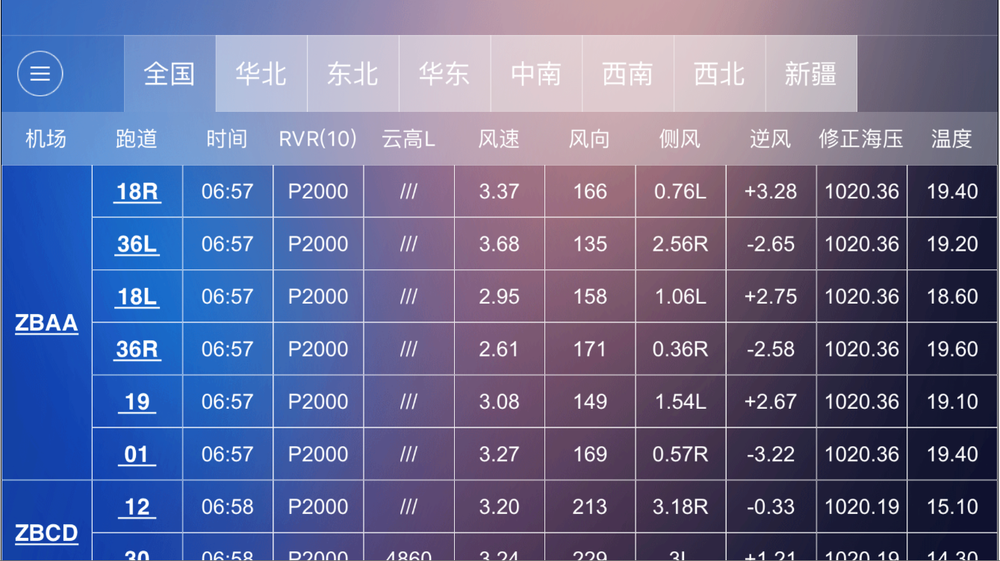 全国 华北 东北 华东 中南 西南 西北 新疆
机场 跑道 时间 RVR(10) 云高L 风速 风向 侧风 逆风 修正海压 温度
18R 06:57 P2000 /// 3.37 166 0.76L +3.28 1020.36 19.40
36L 06:57 P2000 /// 3.68 135 2.56R -2.65 1020.36 19.20
18L 06:57 P2000 /// 2.95 158 1.06L +2.75 1020.36 18.60
ZBAA
36R 06:57 P2000 /// 2.61 171 0.36R -2.58 1020.36 19.60
19 06:57 P2000 /// 3.08 149 1.54L +2.67 1020.36 19.10
01 06:57 P2000 /// 3.27 169 0.57R -3.22 1020.36 19.40
12 06:58 P2000 /// 3.20 213 3.18R -0.33 1020.19 15.10
ZBCD
30 06:58 P2000 4860 3.24 229 3L +1.21 1020.19 14.30